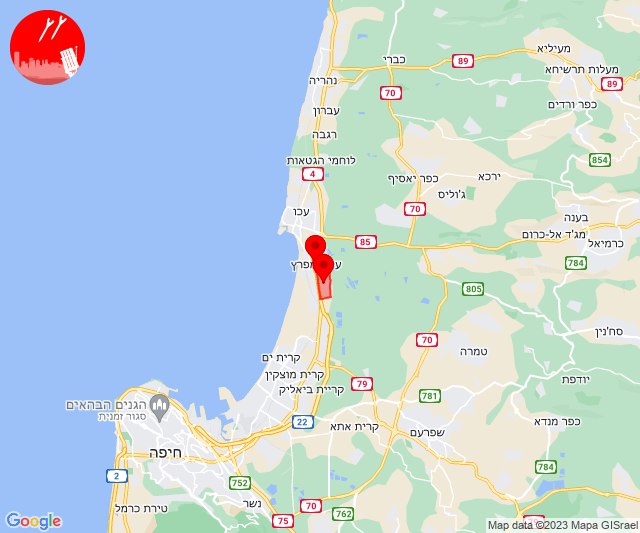 מעיליא
כברי
89
מעלות תרשיחא
נהריה
89
70
כפר ורדים
עברון
רגבה
לוחמי הגטאות
854
4
כפר יאסיף
ירכא
ג'וליס
עכו
70
בענה
מג'ד אל-כרום
85
כרמיאל
784
מפרץ
805
סח'נין
70
קרית ים
טמרה
קרית מוצקין
79
יודפת
קריית ביאליק
781
הגנים הבהאים
סגור זמנית
22
קרית אתא
שפרעם
כפר מנדא
חיפה
784
2
752
נשר
70
טירת כרמל
75
762
Google
Map data ©2023 Mapa GISrael